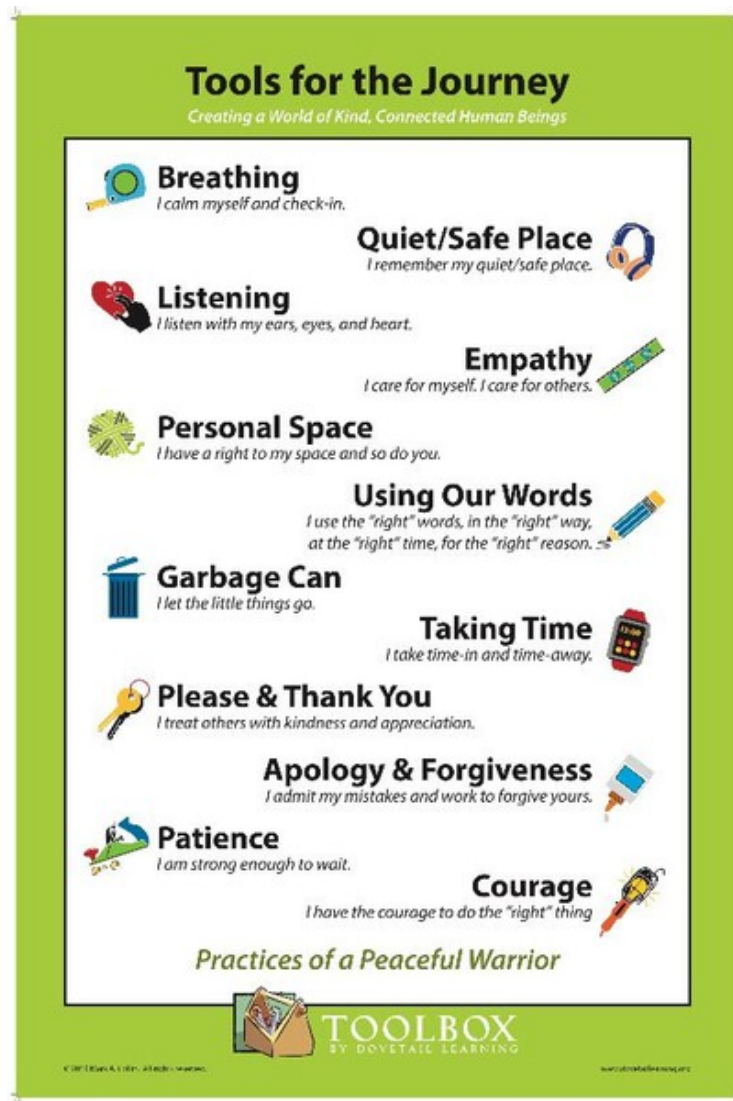 Tools for the Journey
Creating a World of Kind, Connected Human Beings
Breathing
I calm myself and check-in.
Quiet/Safe Place
I remember my quiet/safe place.
Listening
I listen with my ears, eyes, and heart.
Empathy
I care for myself. I care for others.
Personal Space
I have a right to my space and so do you.
Using Our Words
I use the "right" words, in the "right" way,
at the "right" time, for the "right" reason.
Garbage Can
I let the little things go.
Taking Time
I take time-in and time-away.
Please & Thank You
I treat others with kindness and appreciation.
Apology & Forgiveness
I admit my mistakes and work to forgive yours.
Patience
I am strong enough to wait.
Courage
I have the courage to do the "right" thing
Practices of a Peaceful Warrior
TOOLBOX
BY DOVETAIL LEARNING